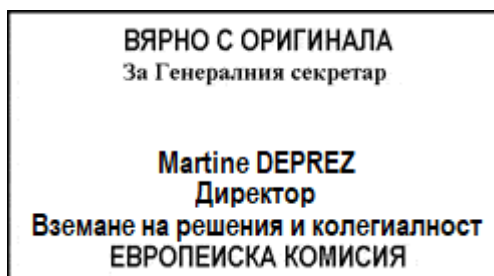 ВЯРНО С ОРИГИНАЛА
За Генералния секретар
Martine DEPREZ
Директор
Вземане на решения и колегиалност
ЕВРОПЕИСКА КОМИСИЯ